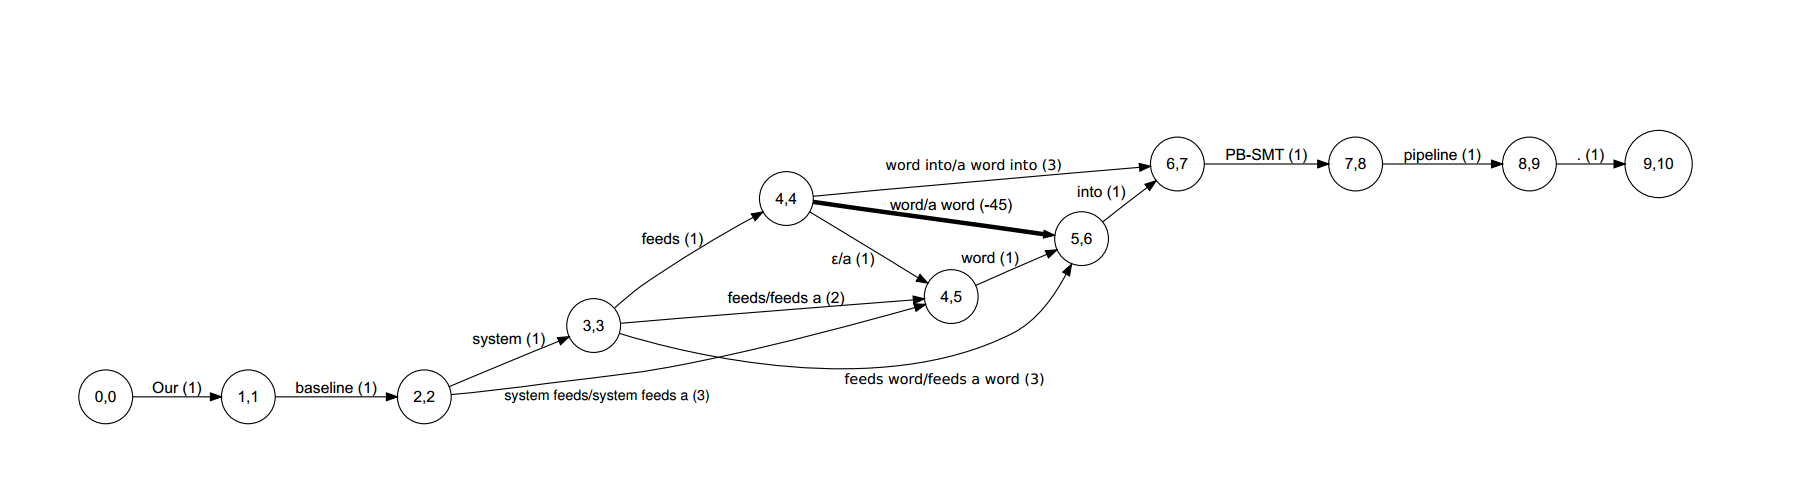 0,0
Our (1)
1,1
baseline (1)
2,2
system (1)
system feeds/system feeds a (3)
3,3
feeds (1)
feeds/feeds a (2)
feeds word/feeds a word (3)
4,4
word into/a word into (3)
word/a word (-45)
ε/a (1)
4,5
word (1)
5,6
into (1)
6,7
PB-SMT (1)
7,8
pipeline (1)
8,9
. (1)
9,10